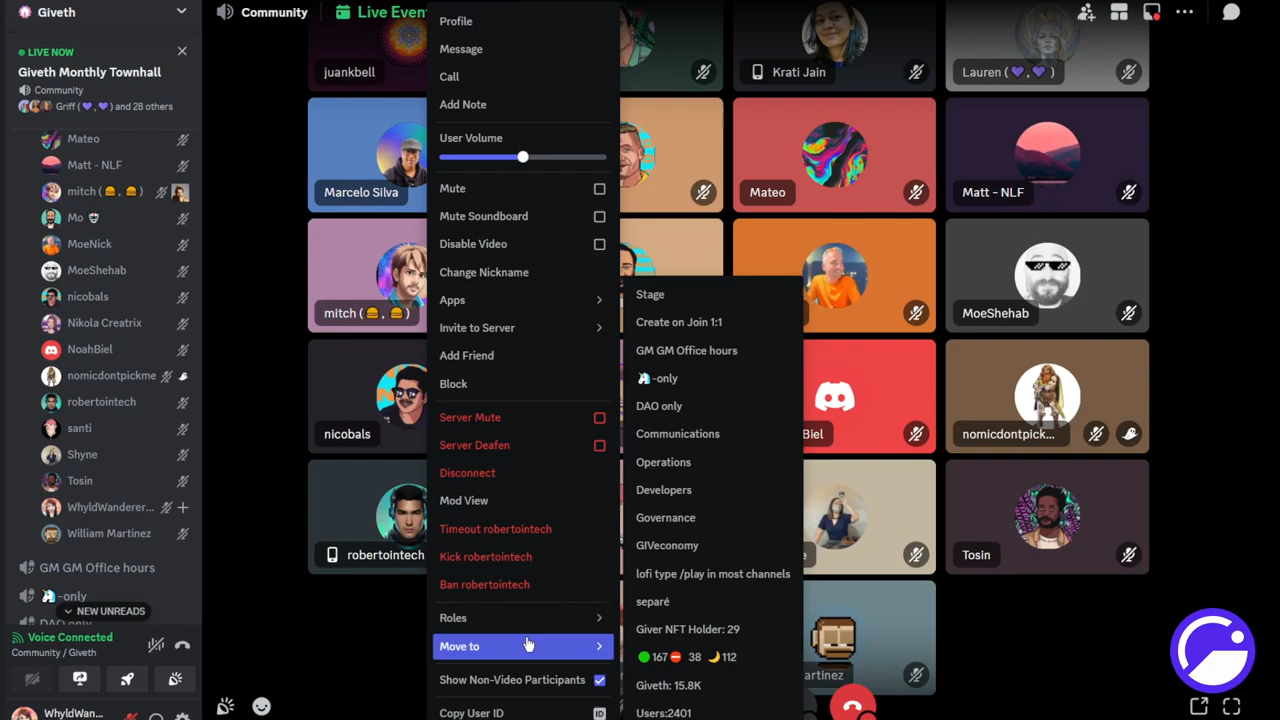 Giveth
LIVE NOW
Giveth Monthly Townhall
Community
Griff (💜,💜) and 28 others
Mateo
Matt - NLF
mitch (🍔, 🍔)
Mo
MoeNick
MoeShehab
nicobals
Nikola Creatrix
NoahBiel
nomicdontpickme
robertointech
santi
Shyne
Tosin
WhyldWanderer...
William Martinez
GM GM Office hours
🦄-only
NEW UNREADS
DAO only
Voice Connected
Community / Giveth
WhyldWan...
Community
Live Even
juankbell
Krati Jain
Lauren (💜,💜)
Marcelo Silva
Mateo
Matt - NLF
mitch (🍔, 🍔)
MoeShehab
nicobals
Biel
nomicdontpick...
robertointech
e
Tosin
artinez
Profile
Message
Call
Add Note
User Volume
Mute
Mute Soundboard
Disable Video
Change Nickname
Apps
Invite to Server
Add Friend
Block
Server Mute
Server Deafen
Disconnect
Mod View
Timeout robertointech
Kick robertointech
Ban robertointech
Roles
Move to
Show Non-Video Participants
Copy User ID
ID
Stage
Create on Join 1:1
GM GM Office hours
🦄-only
DAO only
Communications
Operations
Developers
Governance
GIVeconomy
lofi type /play in most channels
separé
Giver NFT Holder: 29
🟢167⛔ 38 🌙112
Giveth: 15.8K
Users:2401